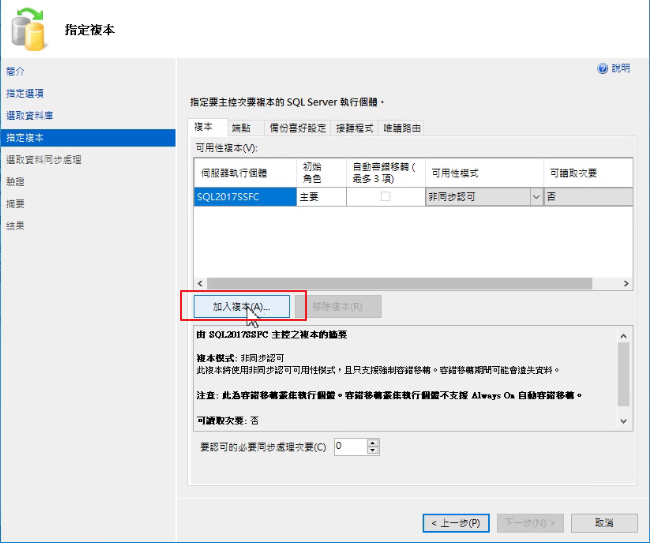 指定複本
說明
簡介
指定選項
選取資料庫
指定複本
選取資料同步處理
驗證
摘要
結果
指定要主控次要複本的 SQL Server 執行個體。
複本 端點 備份喜好設定 接聽程式 唯讀路由
可用性複本(V):
伺服器執行個體 初始角色 自動容錯移轉 (最多 3 項) 可用性模式 可讀取次要
SQL2017SSFC 主要 非同步認可 否
加入複本(A)... 移除複本(R)
由 SQL2017SSFC 主控之複本的摘要
複本模式: 非同步認可
此複本將使用非同步認可可用性模式，且只支援強制容錯移轉。容錯移轉期間可能會遺失資料。
注意: 此為容錯移轉叢集執行個體。容錯移轉叢集執行個體不支援 Always On 自動容錯移轉。
可讀取次要: 否
要認可的必要同步處理次要(C) 0
< 上一步(P) 下一步(N) > 取消